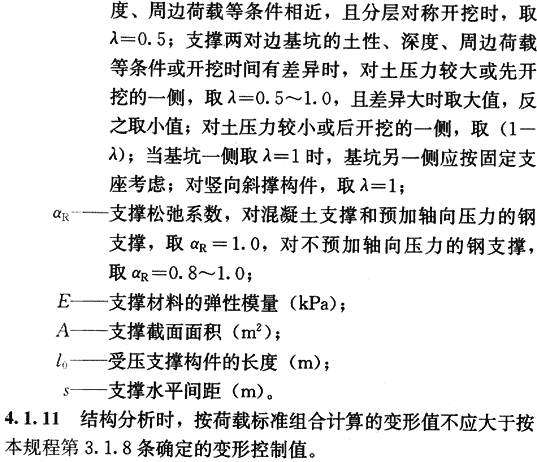 度、周边荷载等条件相近，且分层对称开挖时，取
λ=0.5；支撑两对边基坑的土性、深度、周边荷载
等条件或开挖时间有差异时，对土压力较大或先开
挖的一侧，取 λ=0.5～1.0，且差异大时取大值，反
之取小值；对土压力较小或后开挖的一侧，取（1－
λ）；当基坑一侧取 λ=1 时，基坑另一侧应按固定支
座考虑；对竖向斜撑构件，取 λ=1；
αR——支撑松弛系数，对混凝土支撑和预加轴向压力的钢
支撑，取 αR=1.0，对不预加轴向压力的钢支撑，
取 αR=0.8～1.0；
E——支撑材料的弹性模量（kPa）；
A——支撑截面面积（m²）；
l₀——受压支撑构件的长度（m）；
s——支撑水平间距（m）。
4.1.11 结构分析时，按荷载标准组合计算的变形值不应大于按
本规程第 3.1.8 条确定的变形控制值。